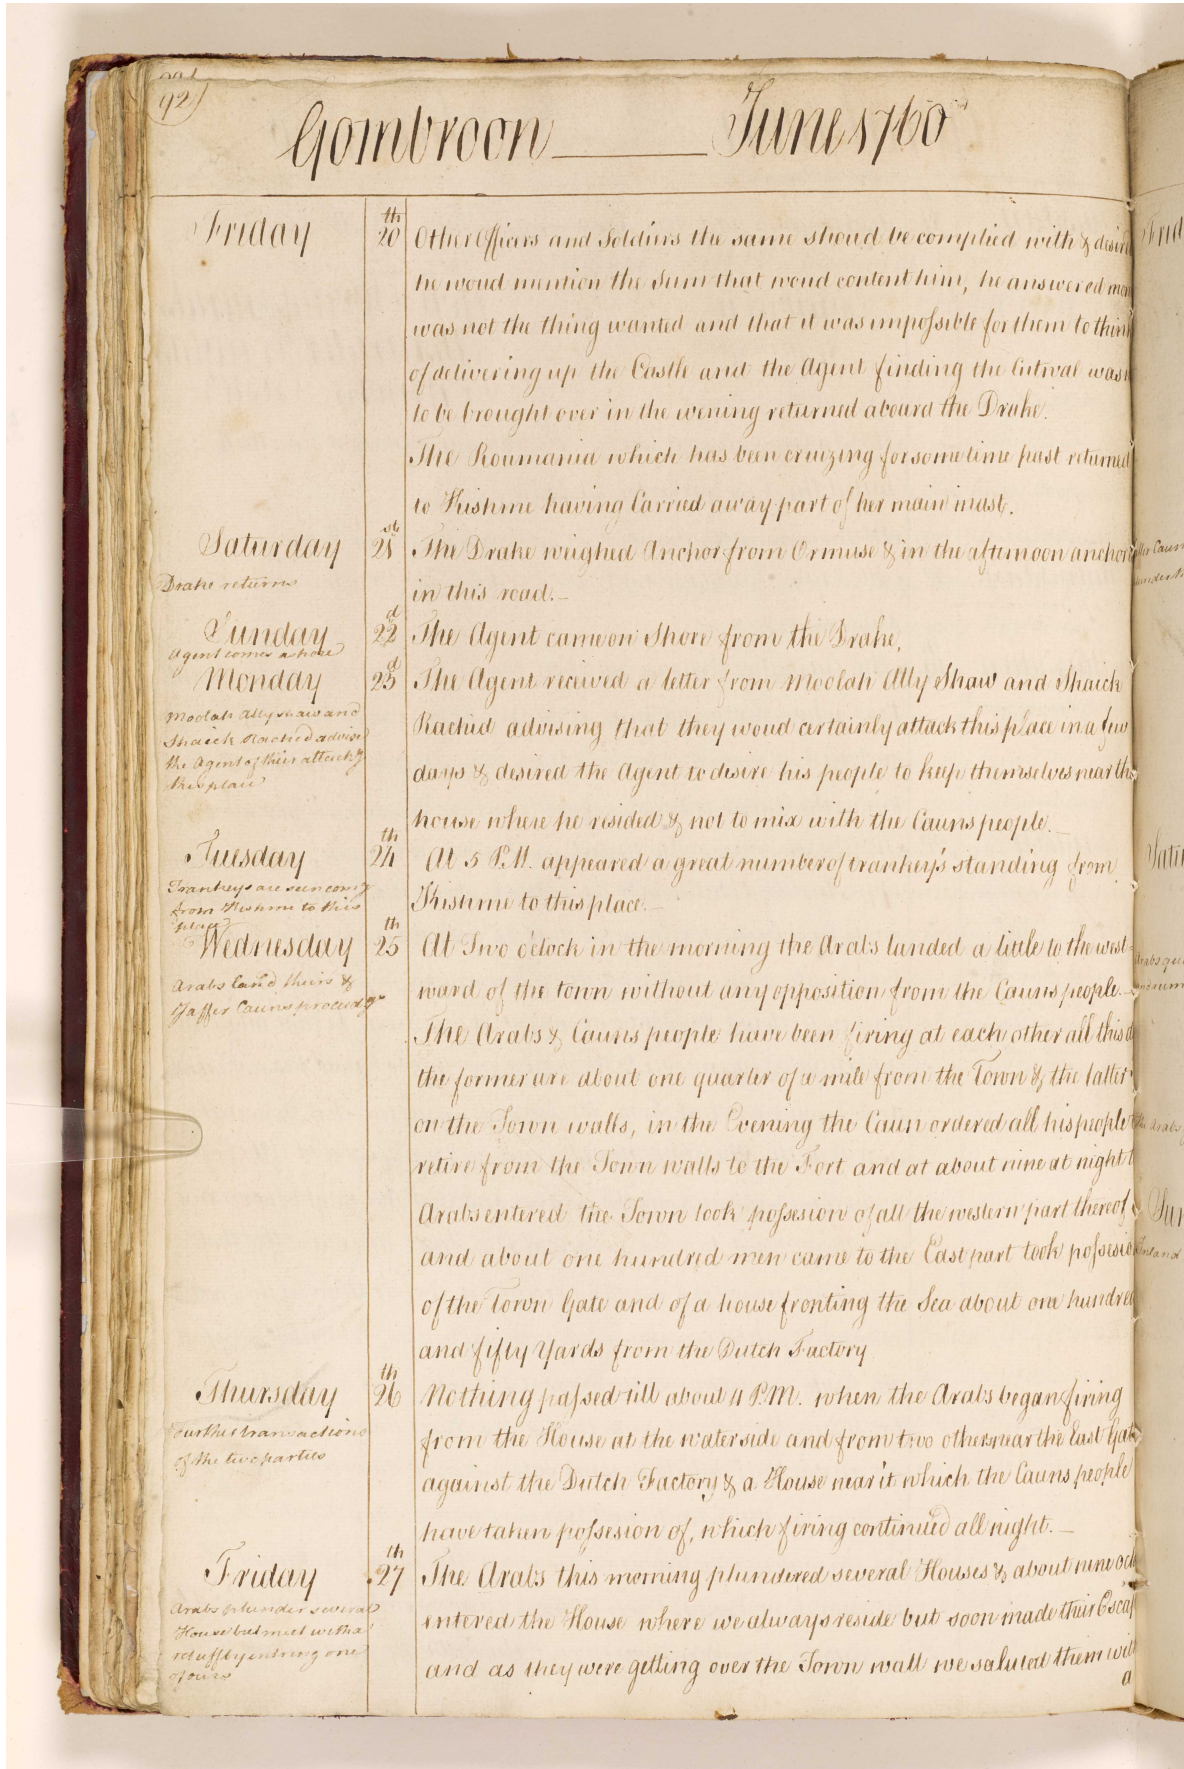 92
Gombroon June 1760
Friday 20th Other Officers and Soldiers the same shoud be complied with & desir
he woud mention the Sum that woud content him, he answered mon
was not the thing wanted and that it was impossible for them to thin
of delivering up the Castle and the Agent finding the was
to be brought over in the evening returned aboard the Drake.
The Roumania which has been cruizing for some time past returned
to Kishme having Carried away part of her main mast.
Saturday 21st The Drake weighed Anchor from Ormuse & in the afternoon anchor
Drake returns
in this road.—
Sunday 22d The Agent came on Shore from the Drake.
Agent comes ashore
Monday 23d The Agent received a letter from Moolah Ally Shaw and Shaick
Moolah Ally Shaw and
Rachid advising that they woud certainly attack this place in a few
Shaick Rached advise
the Agent of their attack g
days & desired the Agent to desire his people to keep themselves near the
this place
house where he resided & not to mix with the Cauns people.—
Tuesday 24th At 5 P.M. appeared a great number of trankey's standing from
Trankeys are seen comg
from Kishme to this
Kishme to this place.—
place
Wednesday 25th At Two o'clock in the morning the Arabs landed a little to the west=
Arabs land theirs &
ward of the town without any opposition from the Cauns people.—
Jaffer Cauns proceedgs
The Arabs & Cauns people have been firing at each other all this d
the former are about one quarter of a mile from the Town & the latter
on the Town walls, in the Evening the Caun ordered all his people
retire from the Town walls to the Fort and at about nine at night t
Arabs entered the Town took possesion of all the western part thereof
and about one hundred men came to the East part took possesio
of the Town Gate and of a house fronting the Sea about one hundred
and fifty Yards from the Dutch Factory
Thursday 26th Nothing passed till about 4 P.M. when the Arabs began firing
Further transactions
from the House at the waterside and from two others near the East Gate
of the two parties
against the Dutch Factory & a House near it which the Cauns people
have taken possesion of, which firing continued all night.—
Friday 27th The Arabs this morning plundered several Houses & about nine ocl
Arabs plunder several
House but meet with a
entered the House where we always reside but soon made their Escap
by entring one
and as they were getting over the Town wall we saluted them with
of ours
a